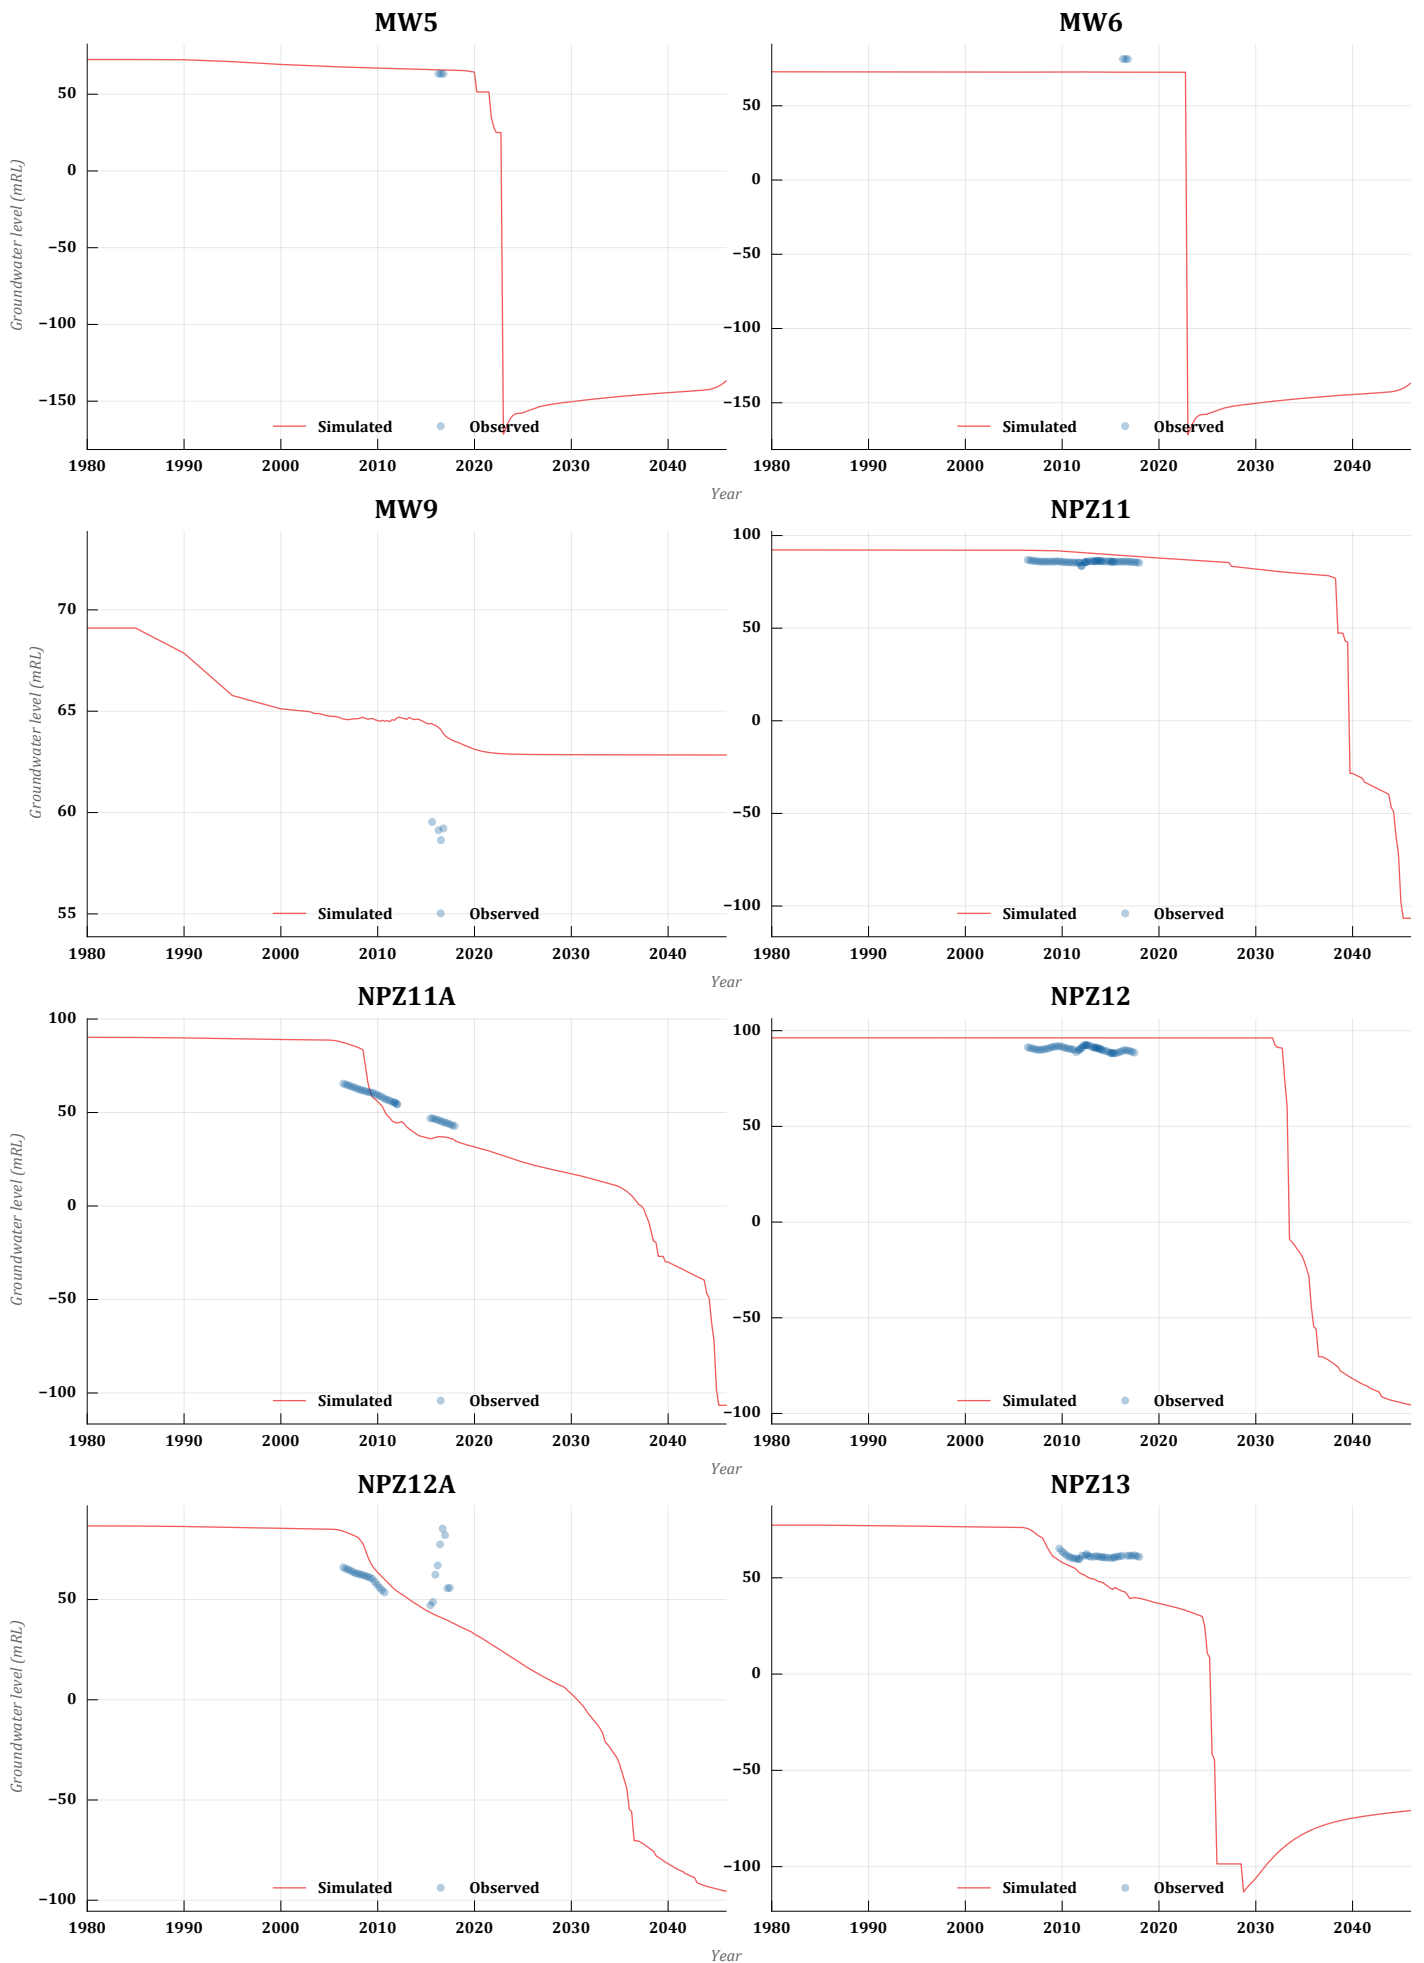 MW5
MW6
50
0
−50
−100
−150
Groundwater level (mRL)
Simulated
Observed
1980
1990
2000
2010
2020
2030
2040
50
0
−50
−100
−150
Simulated
Observed
1980
1990
2000
2010
2020
2030
2040
Year
MW9
NPZ11
70
65
60
55
Groundwater level (mRL)
Simulated
Observed
1980
1990
2000
2010
2020
2030
2040
100
50
0
−50
−100
Simulated
Observed
1980
1990
2000
2010
2020
2030
2040
Year
NPZ11A
NPZ12
100
50
0
−50
−100
Groundwater level (mRL)
Simulated
Observed
1980
1990
2000
2010
2020
2030
2040
100
50
0
−50
−100
Simulated
Observed
1980
1990
2000
2010
2020
2030
2040
Year
NPZ12A
NPZ13
50
0
−50
−100
Groundwater level (mRL)
Simulated
Observed
1980
1990
2000
2010
2020
2030
2040
50
0
−50
−100
Simulated
Observed
1980
1990
2000
2010
2020
2030
2040
Year